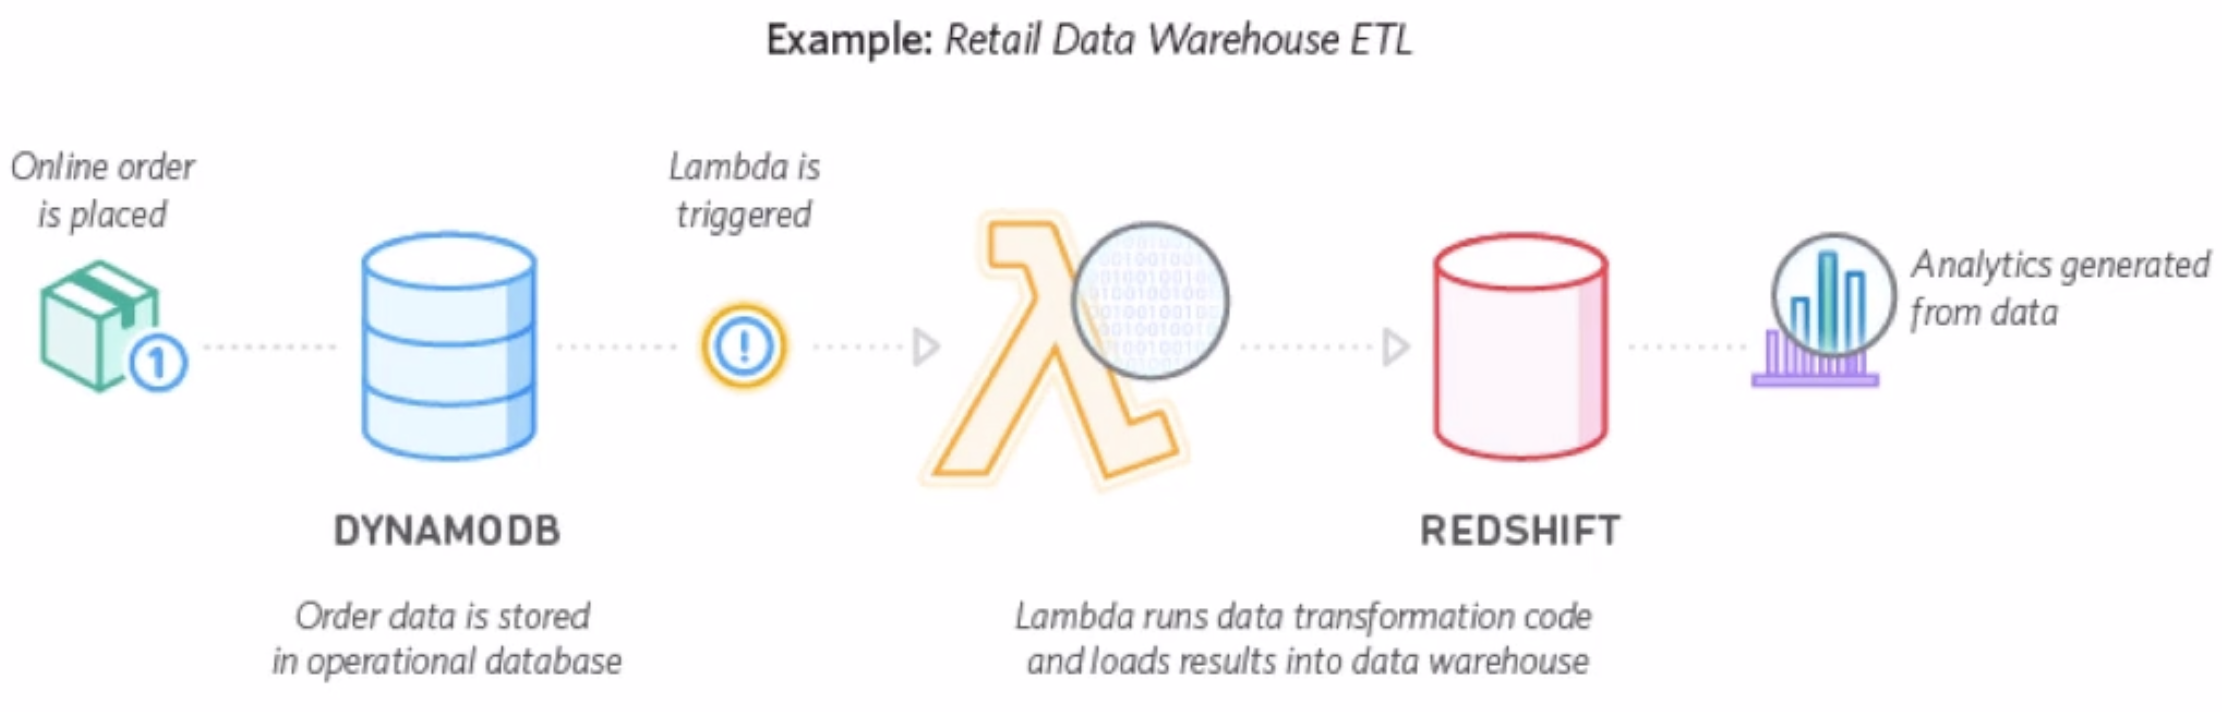 Example: Retail Data Warehouse ETL
Online order
is placed
1
DYNAMODB
Order data is stored
in operational database
Lambda is
triggered
!
Lambda runs data transformation code
and loads results into data warehouse
REDSHIFT
Analytics generated
from data